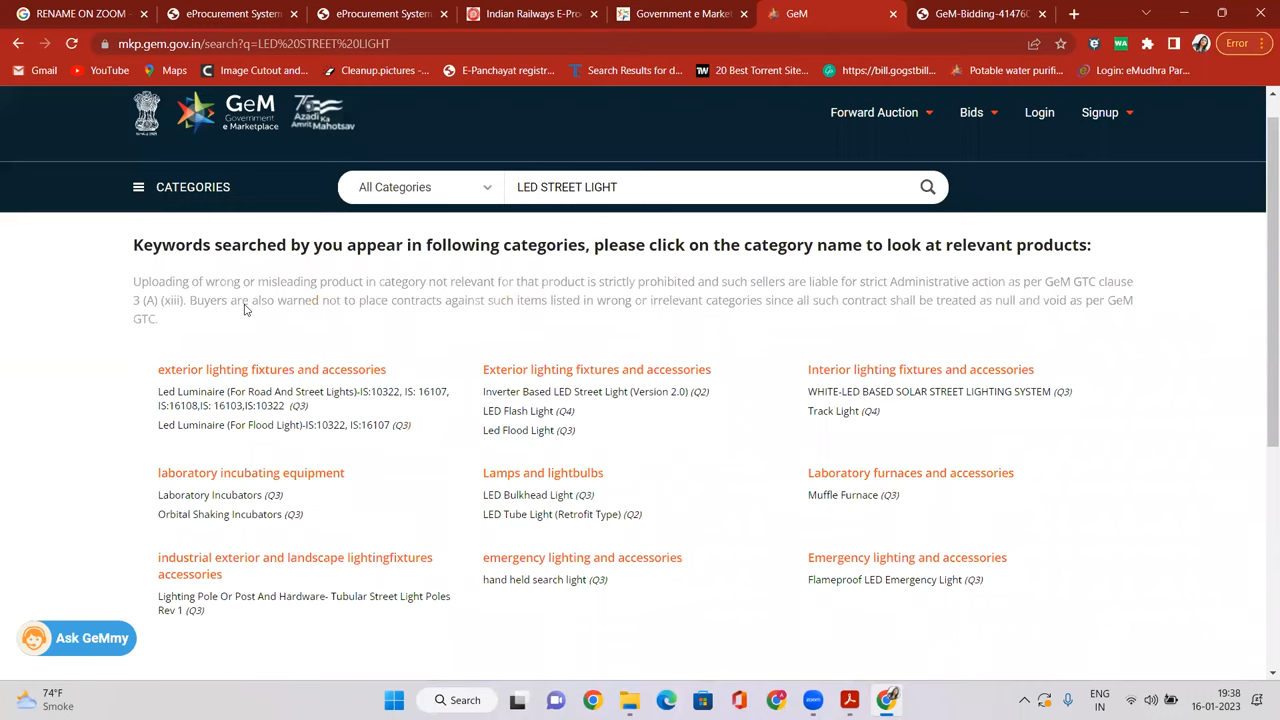 RENAME ON ZOOM -
eProcurement System
eProcurement System
Indian Railways E-Pro
Government e Market
GeM
GeM-Bidding-41476
mkp.gem.gov.in/search?q=LED%20STREET%20LIGHT
Error
Gmail
YouTube
Maps
Image Cutout and...
Cleanup.pictures -...
E-Panchayat registr...
Search Results for d...
20 Best Torrent Site...
https://bill.gogstbill...
Potable water purifi...
Login: eMudhra Par...
GeM
Government
e Marketplace
Azadi Ka
Amrit Mahotsav
Forward Auction
Bids
Login
Signup
CATEGORIES
All Categories
LED STREET LIGHT
Keywords searched by you appear in following categories, please click on the category name to look at relevant products:
Uploading of wrong or misleading product in category not relevant for that product is strictly prohibited and such sellers are liable for strict Administrative action as per GeM GTC clause
3 (A) (xiii). Buyers are also warned not to place contracts against such items listed in wrong or irrelevant categories since all such contract shall be treated as null and void as per GeM
GTC.
exterior lighting fixtures and accessories
Led Luminaire (For Road And Street Lights)-IS:10322, IS: 16107,
IS:16108,IS: 16103,IS:10322 (Q3)
Led Luminaire (For Flood Light)-IS:10322, IS:16107 (Q3)
Exterior lighting fixtures and accessories
Inverter Based LED Street Light (Version 2.0) (Q2)
LED Flash Light (Q4)
Led Flood Light (Q3)
Interior lighting fixtures and accessories
WHITE-LED BASED SOLAR STREET LIGHTING SYSTEM (Q3)
Track Light (Q4)
laboratory incubating equipment
Laboratory Incubators (Q3)
Orbital Shaking Incubators (Q3)
Lamps and lightbulbs
LED Bulkhead Light (Q3)
LED Tube Light (Retrofit Type) (Q2)
Laboratory furnaces and accessories
Muffle Furnace (Q3)
industrial exterior and landscape lightingfixtures
accessories
Lighting Pole Or Post And Hardware- Tubular Street Light Poles
Rev 1 (Q3)
emergency lighting and accessories
hand held search light (Q3)
Emergency lighting and accessories
Flameproof LED Emergency Light (Q3)
Ask GeMmy
74°F
Smoke
Search
ENG
IN
19:38
16-01-2023